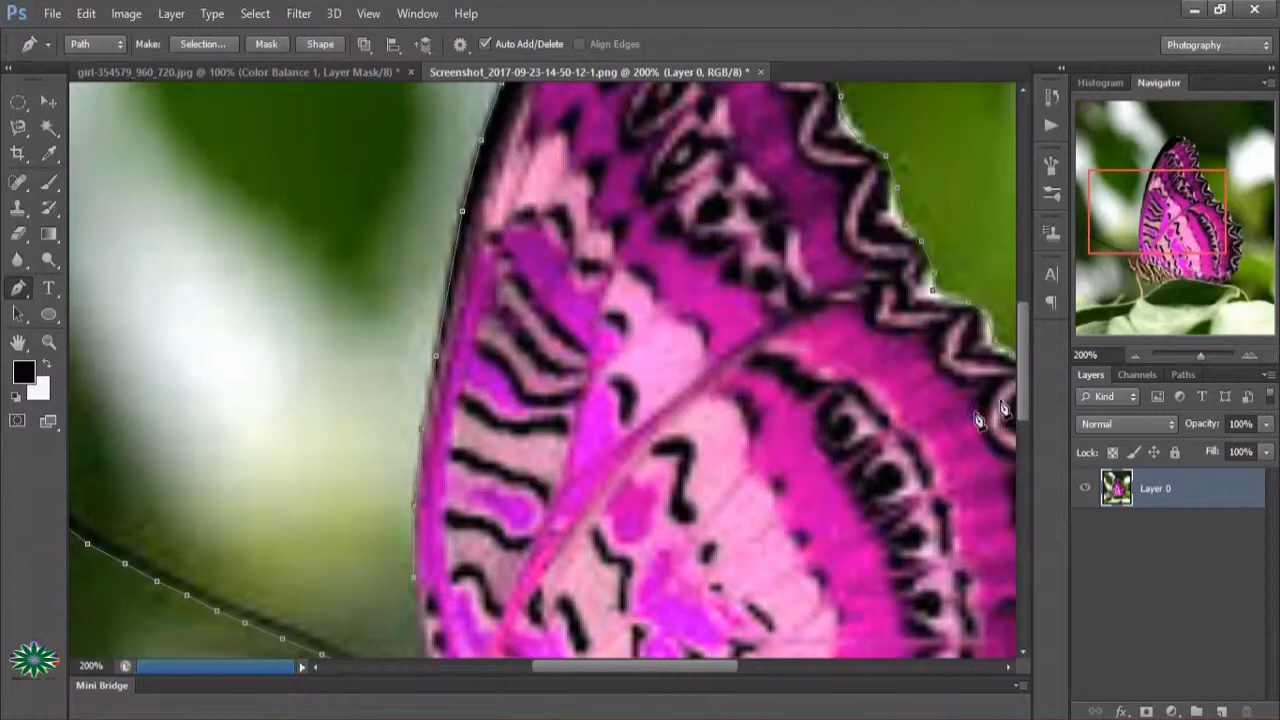 Ps File Edit Image Layer Type Select Filter 3D View Window Help
Path Make: Selection... Mask Shape Auto Add/Delete Align Edges Photography
girl-354579_960_720.jpg @ 100% (Color Balance 1, Layer Mask/8) * × Screenshot_2017-09-23-14-50-12-1.png @ 200% (Layer 0, RGB/8) * ×
Histogram Navigator
200%
Layers Channels Paths
Kind
Normal Opacity: 100%
Lock: Fill: 100%
Layer 0
200%
Mini Bridge